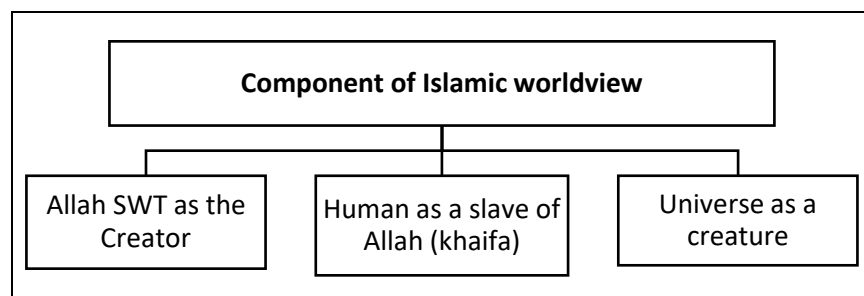 Component of Islamic worldview
Allah SWT as the
Creator
Human as a slave of
Allah (khaifa)
Universe as a
creature